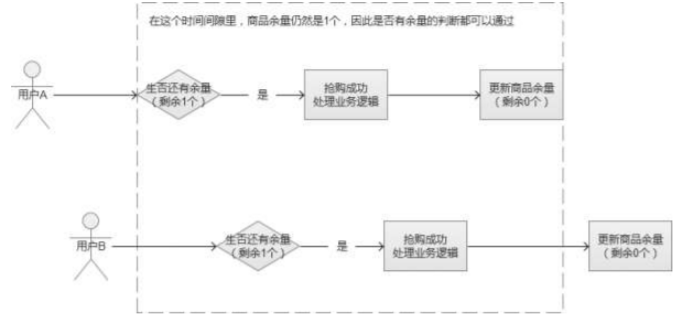 在这个时间间隙里，商品余量仍然是1个，因此是否有余量的判断都可以通过
用户A
生否还有余量
（剩余1个）
是
抢购成功
处理业务逻辑
更新商品余量
（剩余0个）
用户B
生否还有余量
（剩余1个）
是
抢购成功
处理业务逻辑
更新商品余量
（剩余0个）